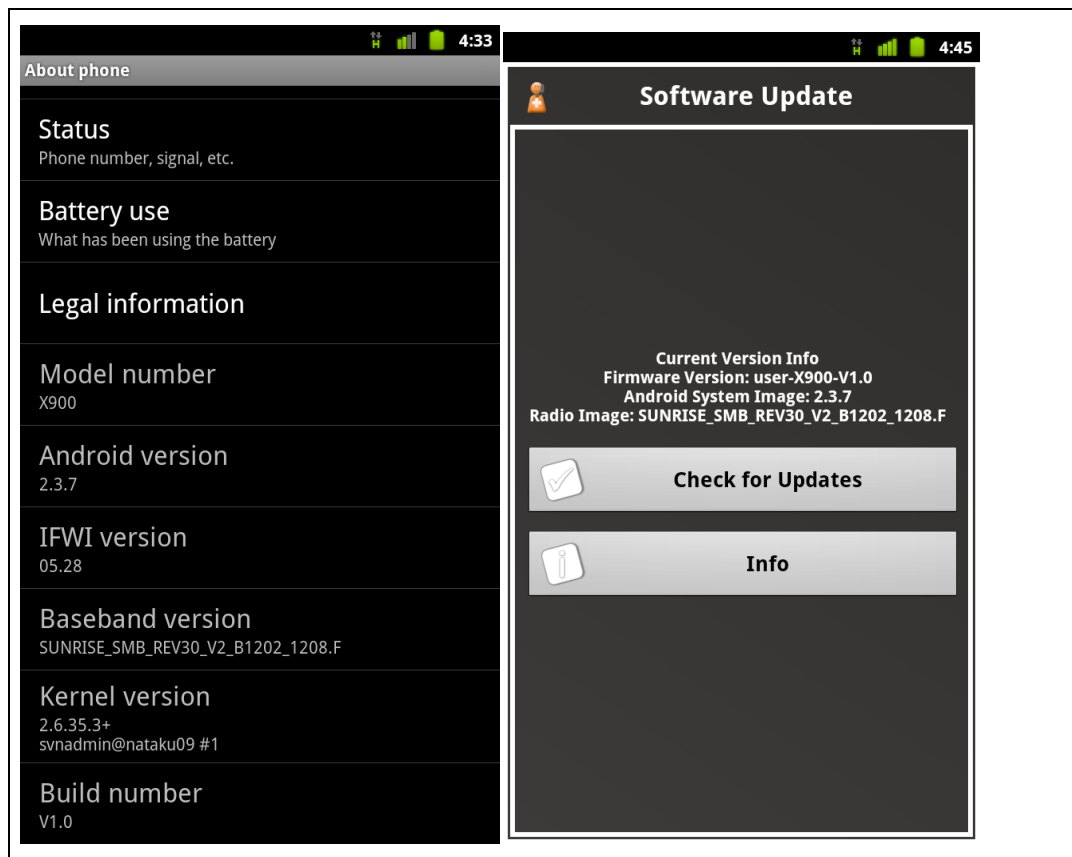 4:33
About phone
Status
Phone number, signal, etc.
Battery use
What has been using the battery
Legal information
Model number
X900
Android version
2.3.7
IFWI version
05.28
Baseband version
SUNRISE_SMB_REV30_V2_B1202_1208.F
Kernel version
2.6.35.3+
svnadmin@nataku09 #1
Build number
V1.0
H
4:45
Software Update
Current Version Info
Firmware Version: user-X900-V1.0
Android System Image: 2.3.7
Radio Image: SUNRISE_SMB_REV30_V2_B1202_1208.F
Check for Updates
Info